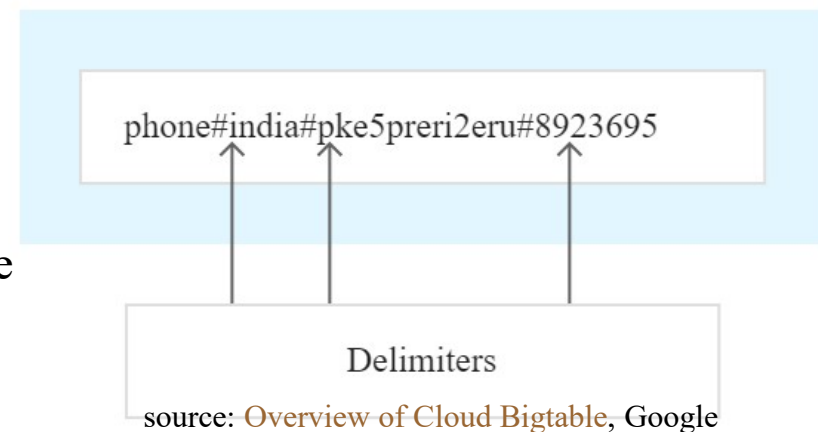 phone#india#pke5preri2eru#8923695
e
Delimiters
source: Overview of Cloud Bigtable, Google